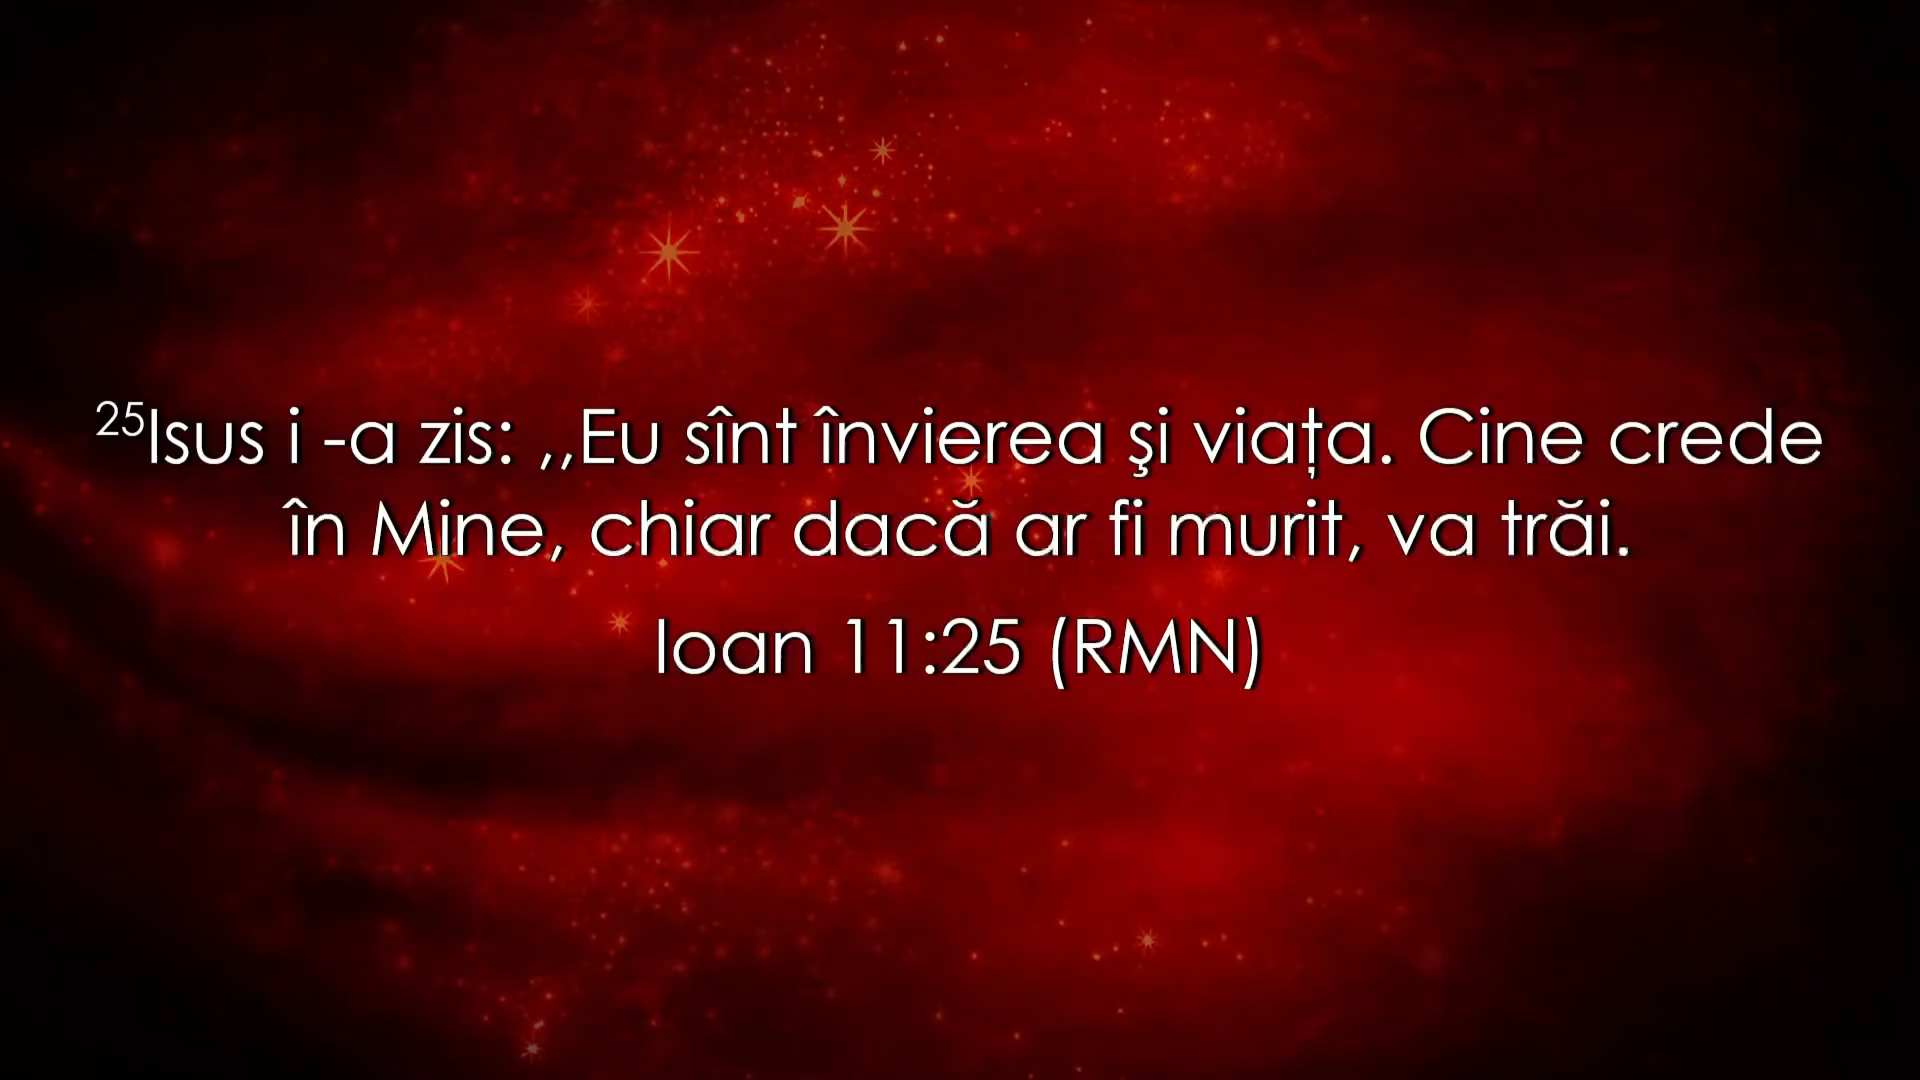 25Isus i -a zis: ,,Eu sînt învierea şi viaţa. Cine crede
în Mine, chiar dacă ar fi murit, va trăi.
Ioan 11:25 (RMN)